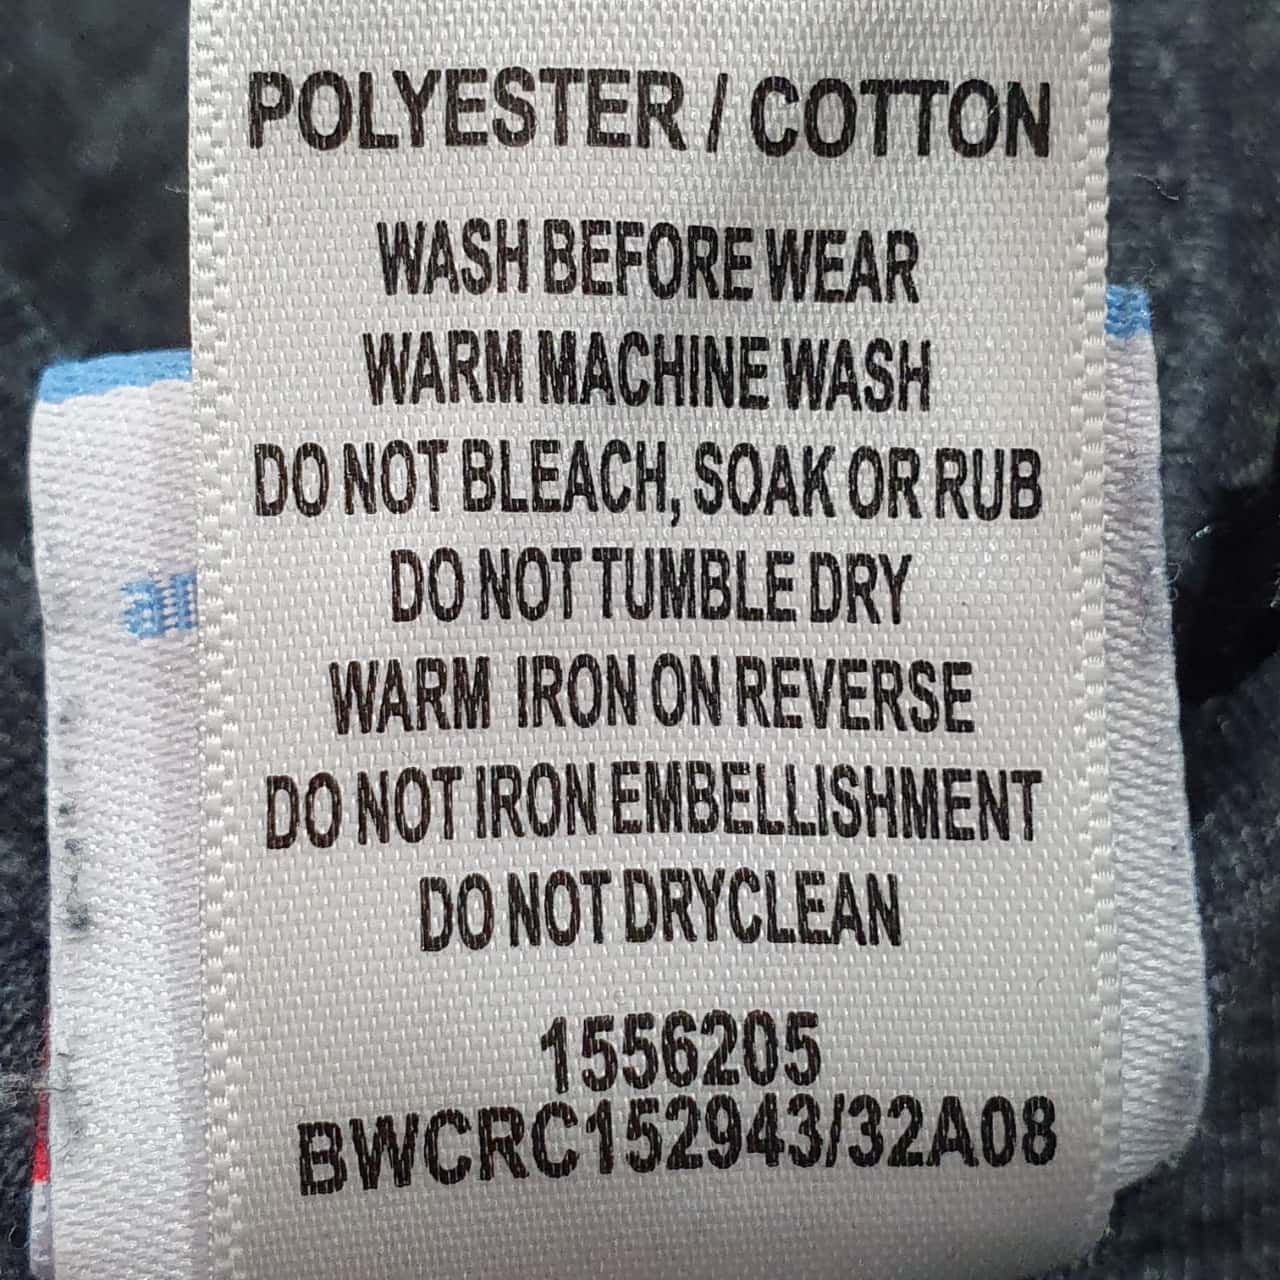 POLYESTER / COTTON
WASH BEFORE WEAR
WARM MACHINE WASH
DO NOT BLEACH, SOAK OR RUB
DO NOT TUMBLE DRY
WARM IRON ON REVERSE
DO NOT IRON EMBELLISHMENT
DO NOT DRYCLEAN
1556205
BWCRC152943/32A08